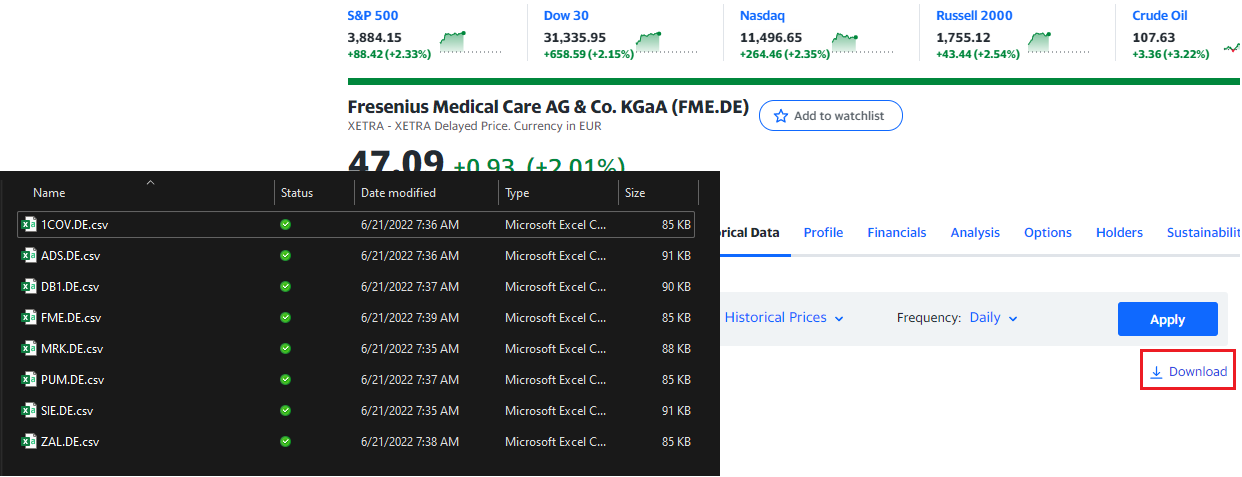 S&P 500 Dow 30 Nasdaq Russell 2000 Crude Oil
3,884.15 31,335.95 11,496.65 1,755.12 107.63
+88.42 (+2.33%) +658.59 (+2.15%) +264.46 (+2.35%) +43.44 (+2.54%) +3.36 (+3.22%)
Fresenius Medical Care AG & Co. KGaA (FME.DE) Add to watchlist
XETRA - XETRA Delayed Price. Currency in EUR
47.09 +0.93 (+2.01%)
Name Status Date modified Type Size
1COV.DE.csv 6/21/2022 7:36 AM Microsoft Excel C... 85 KB
ADS.DE.csv 6/21/2022 7:36 AM Microsoft Excel C... 91 KB
DB1.DE.csv 6/21/2022 7:37 AM Microsoft Excel C... 90 KB
FME.DE.csv 6/21/2022 7:39 AM Microsoft Excel C... 85 KB
MRK.DE.csv 6/21/2022 7:35 AM Microsoft Excel C... 88 KB
PUM.DE.csv 6/21/2022 7:37 AM Microsoft Excel C... 85 KB
SIE.DE.csv 6/21/2022 7:35 AM Microsoft Excel C... 91 KB
ZAL.DE.csv 6/21/2022 7:38 AM Microsoft Excel C... 85 KB
rical Data Profile Financials Analysis Options Holders Sustainabilit
Historical Prices Frequency: Daily Apply
Download